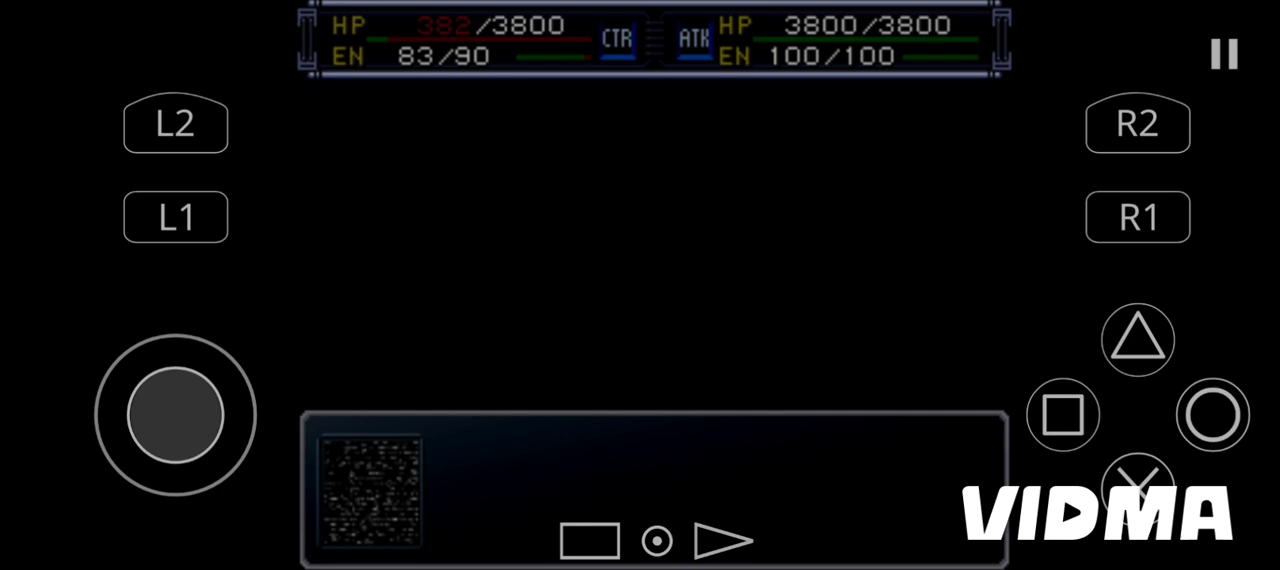 HP 382/3800 CTR ATK HP 3800/3800
EN 83/90 EN 100/100
L2 R2
L1 R1
VIDMA